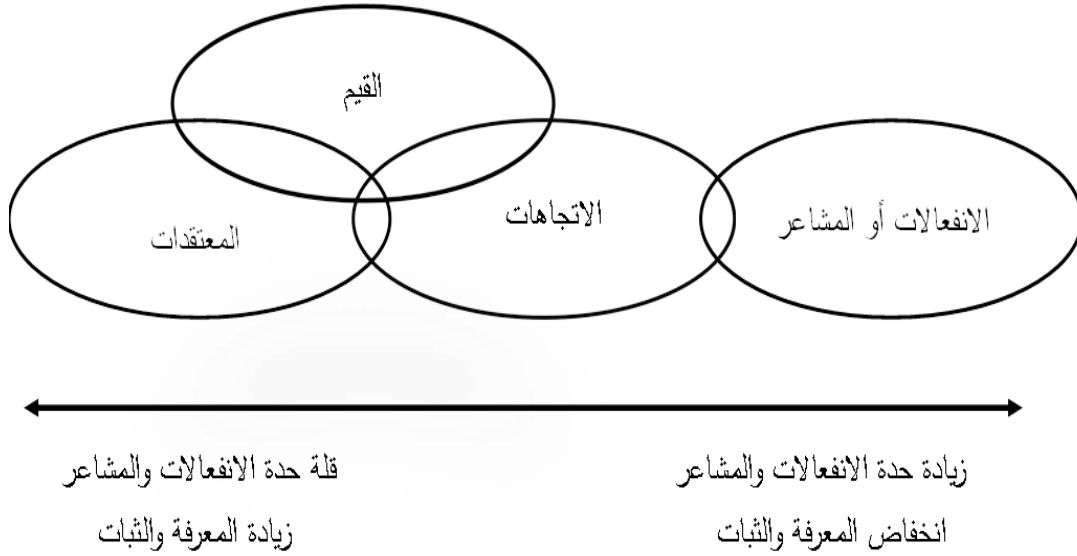 القيم
الانفعالات أو المشاعر
الاتجاهات
المعتقدات
زيادة حدة الانفعالات والمشاعر
انخفاض المعرفة والثبات
قلة حدة الانفعالات والمشاعر
زيادة المعرفة والثبات